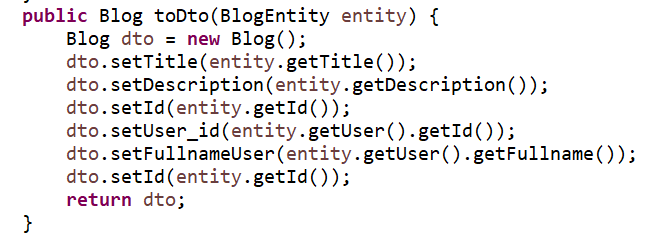 public Blog toDto(BlogEntity entity) {
    Blog dto = new Blog();
    dto.setTitle(entity.getTitle());
    dto.setDescription(entity.getDescription());
    dto.setId(entity.getId());
    dto.setUser_id(entity.getUser().getId());
    dto.setFullnameUser(entity.getUser().getFullname());
    dto.setId(entity.getId());
    return dto;
}